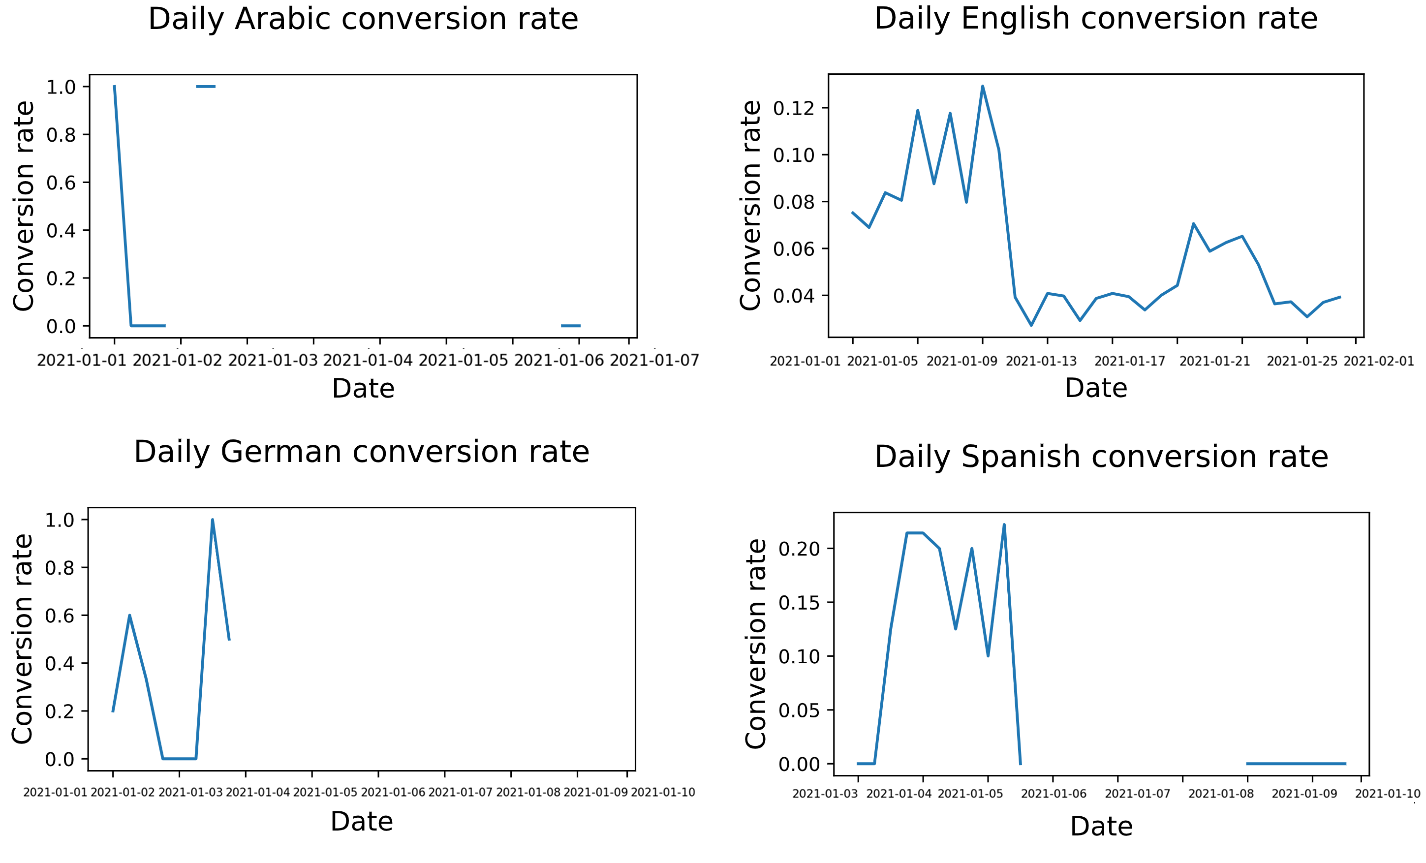 Daily Arabic conversion rate
Conversion rate
1.0
0.8
0.6
0.4
0.2
0.0
2021-01-01 2021-01-02 2021-01-03 2021-01-04 2021-01-05 2021-01-06 2021-01-07
Date
Daily English conversion rate
Conversion rate
0.12
0.10
0.08
0.06
0.04
2021-01-01 2021-01-05 2021-01-09 2021-01-13 2021-01-17 2021-01-21 2021-01-25 2021-02-01
Date
Daily German conversion rate
Conversion rate
1.0
0.8
0.6
0.4
0.2
0.0
2021-01-01 2021-01-02 2021-01-03 2021-01-04 2021-01-05 2021-01-06 2021-01-07 2021-01-08 2021-01-09 2021-01-10
Date
Daily Spanish conversion rate
Conversion rate
0.20
0.15
0.10
0.05
0.00
2021-01-03 2021-01-04 2021-01-05 2021-01-06 2021-01-07 2021-01-08 2021-01-09 2021-01-10
Date